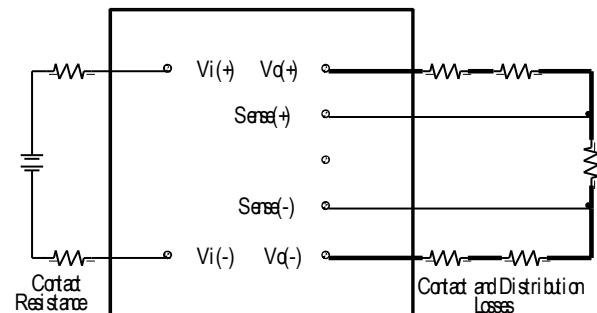 Vi(+) Vo(+)
Sense(+)
Sense(-)
Vi(-) Vo(-)
Contact
Resistance
Contact and Distribution
Losses